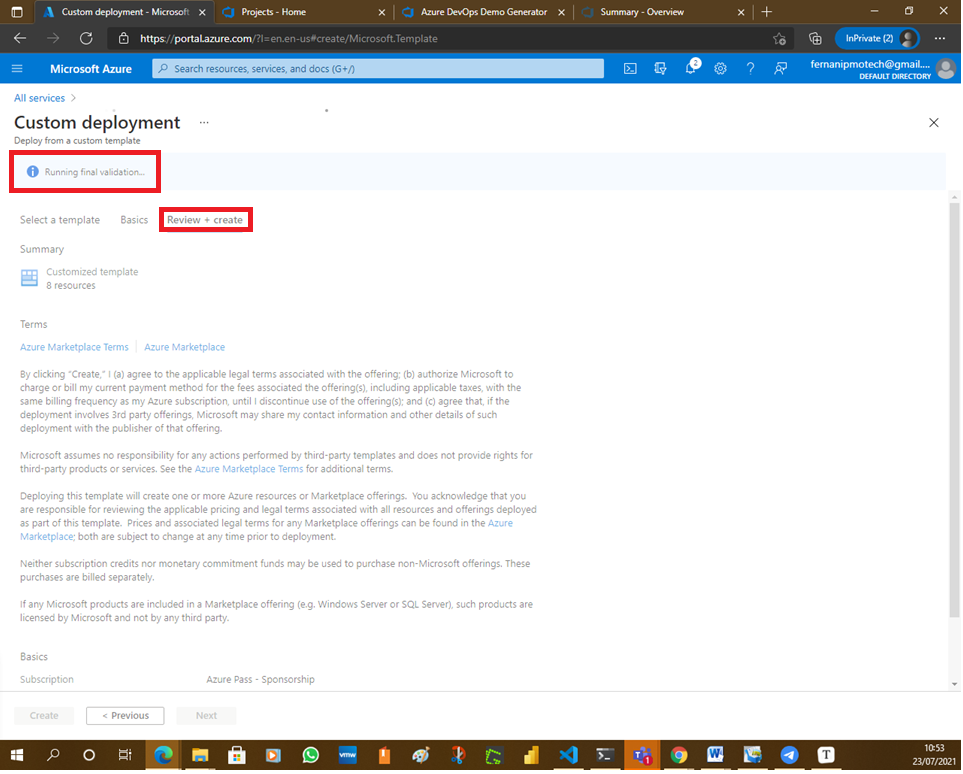 Custom deployment - Microsoft
Projects - Home
Azure DevOps Demo Generator
Summary - Overview
https://portal.azure.com/?l=en.en-us#create/Microsoft.Template
InPrivate (2)
Microsoft Azure
Search resources, services, and docs (G+/)
2
fernanipmotech@gmail....
DEFAULT DIRECTORY
All services
Custom deployment
...
Deploy from a custom template
Running final validation...
Select a template
Basics
Review + create
Summary
Customized template
8 resources
Terms
Azure Marketplace Terms
Azure Marketplace
By clicking "Create," I (a) agree to the applicable legal terms associated with the offering; (b) authorize Microsoft to
charge or bill my current payment method for the fees associated the offering(s), including applicable taxes, with the
same billing frequency as my Azure subscription, until I discontinue use of the offering(s); and (c) agree that, if the
deployment involves 3rd party offerings, Microsoft may share my contact information and other details of such
deployment with the publisher of that offering.
Microsoft assumes no responsibility for any actions performed by third-party templates and does not provide rights for
third-party products or services. See the Azure Marketplace Terms for additional terms.
Deploying this template will create one or more Azure resources or Marketplace offerings. You acknowledge that you
are responsible for reviewing the applicable pricing and legal terms associated with all resources and offerings deployed
as part of this template. Prices and associated legal terms for any Marketplace offerings can be found in the Azure
Marketplace; both are subject to change at any time prior to deployment.
Neither subscription credits nor monetary commitment funds may be used to purchase non-Microsoft offerings. These
purchases are billed separately.
If any Microsoft products are included in a Marketplace offering (e.g. Windows Server or SQL Server), such products are
licensed by Microsoft and not by any third party.
Basics
Subscription
Azure Pass - Sponsorship
Create
< Previous
Next
vmw
1
W
T
10:53
23/07/2021